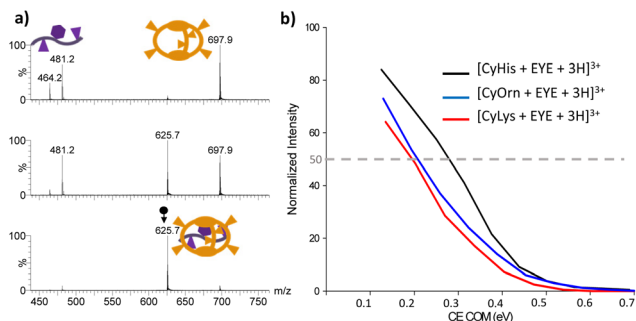 a)
100
%
0
464.2
481.2
697.9
100
%
0
481.2
625.7
697.9
100
%
0
625.7
450 500 550 600 650 700 750 m/z
b)
Normalized Intensity
100
80
60
50
40
20
0
[CyHis + EYE + 3H]³⁺
[CyOrn + EYE + 3H]³⁺
[CyLys + EYE + 3H]³⁺
0.1 0.2 0.3 0.4 0.5 0.6 0.7
CE COM (eV)